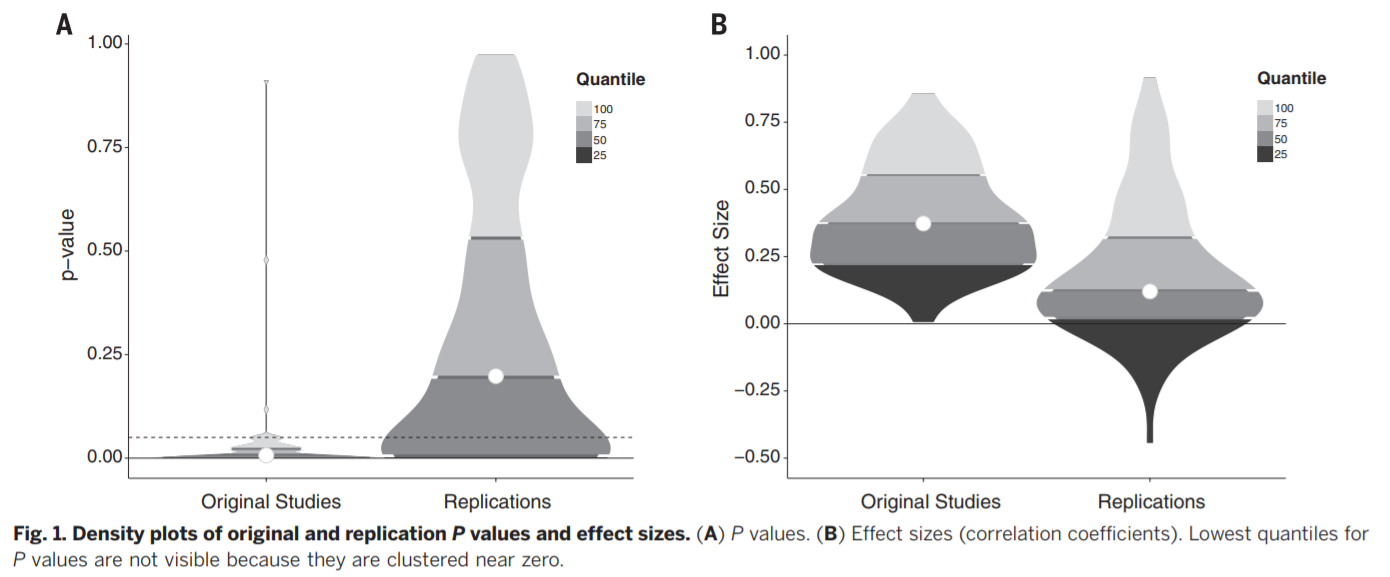 A
1.00
0.75
0.50
0.25
0.00
p–value
Original Studies
Replications
Quantile
100
75
50
25
B
1.00
0.75
0.50
0.25
0.00
−0.25
−0.50
Effect Size
Original Studies
Replications
Quantile
100
75
50
25
Fig. 1. Density plots of original and replication P values and effect sizes. (A) P values. (B) Effect sizes (correlation coefficients). Lowest quantiles for
P values are not visible because they are clustered near zero.